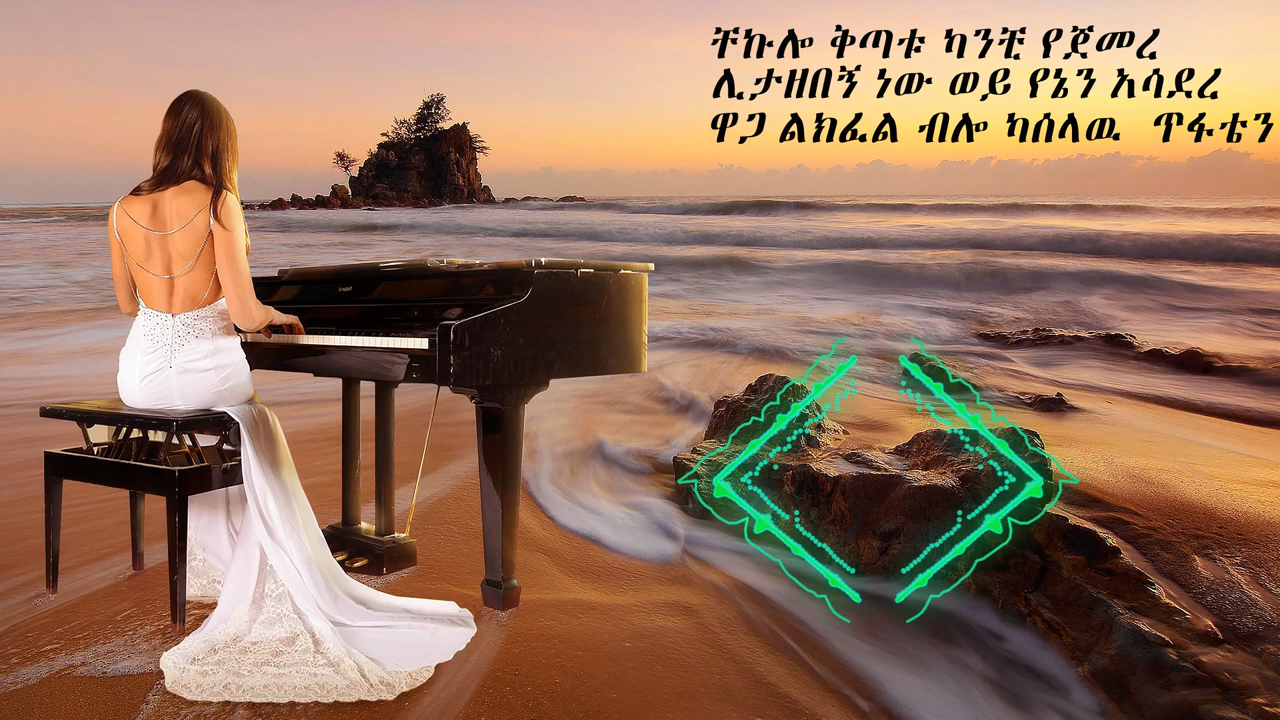 ቸኩሎ ቅጣቱ ካንቺ የጀመረ
ሊታዘበኝ ነው ወይ የኔን አሳደረ
ዋጋ ልክፈል ብሎ ካሰላዉ ጥፋቴን